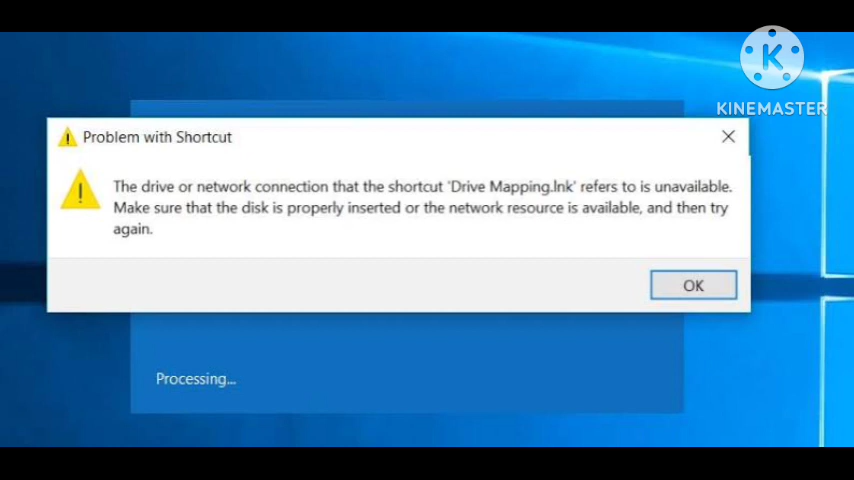 K
KINEMASTER
Problem with Shortcut
The drive or network connection that the shortcut 'Drive Mapping.lnk' refers to is unavailable.
Make sure that the disk is properly inserted or the network resource is available, and then try
again.
OK
Processing...